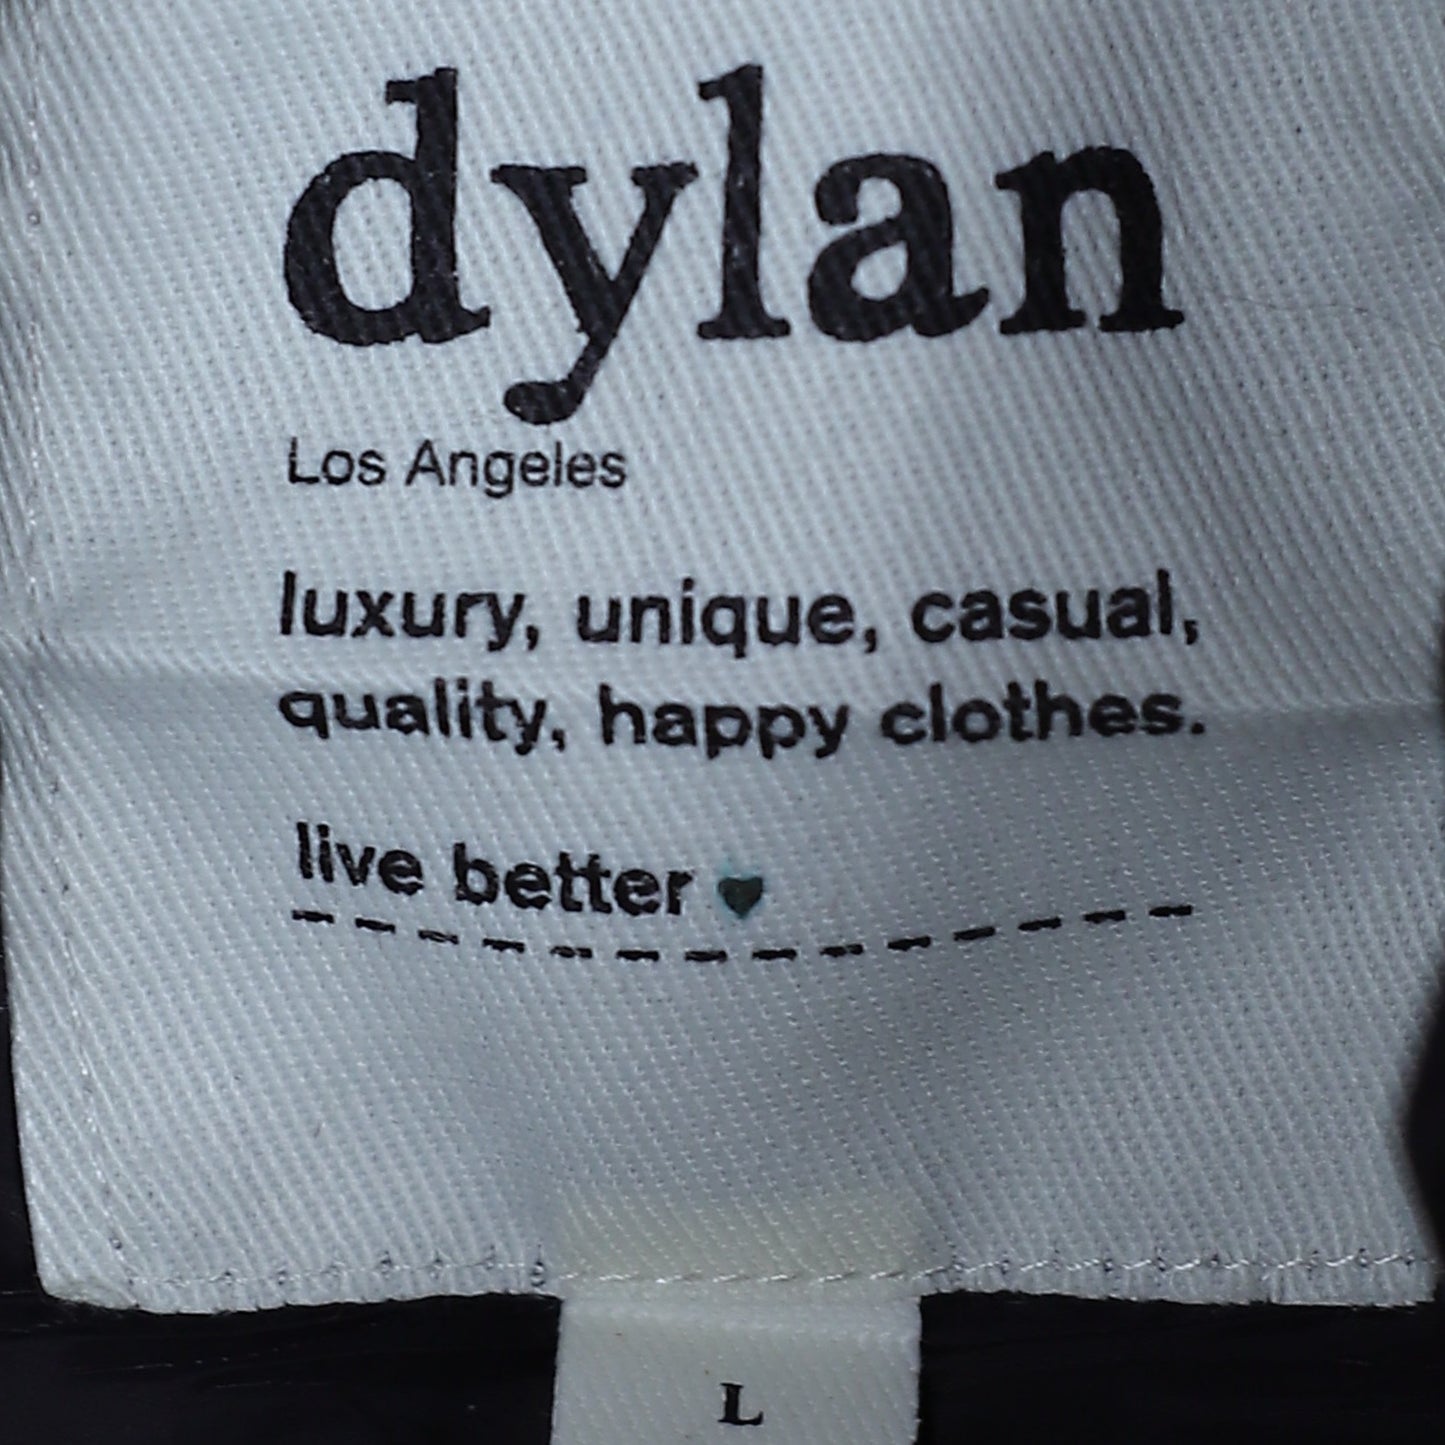 dylan
Los Angeles
luxury, unique, casual,
quality, happy clothes.
live better ♥
L